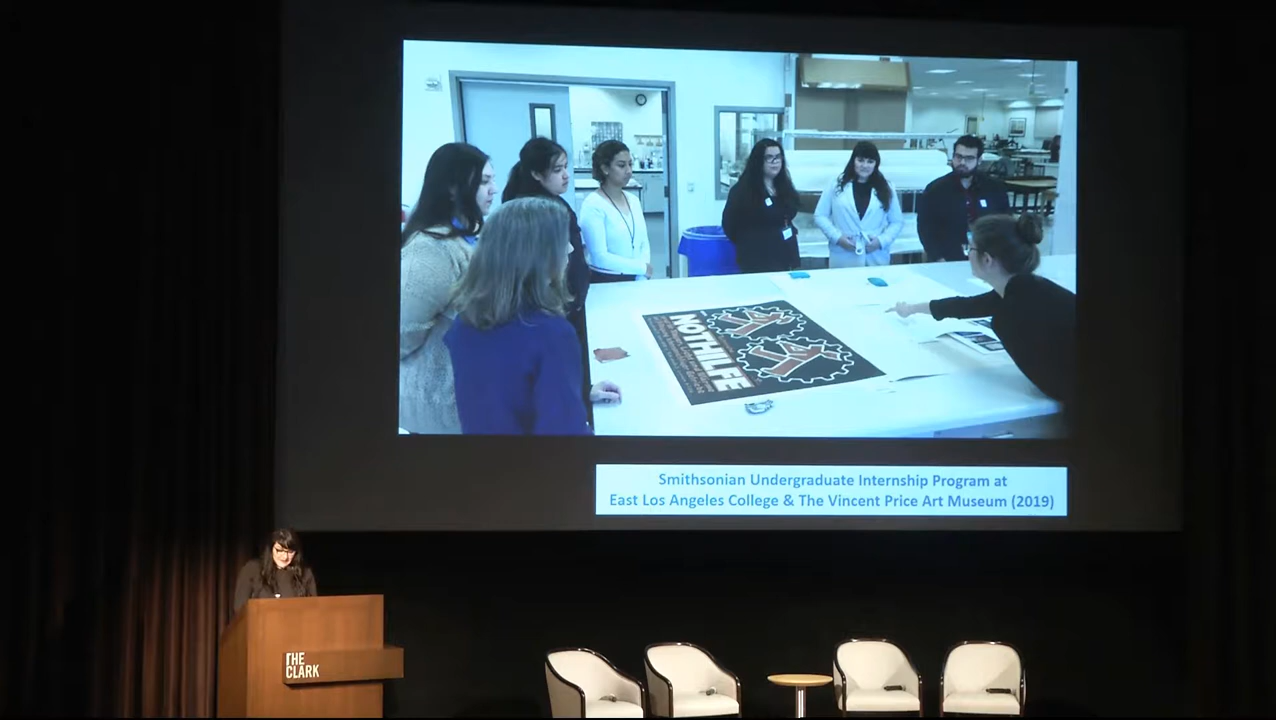 NOTHILFE
Smithsonian Undergraduate Internship Program at
East Los Angeles College & The Vincent Price Art Museum (2019)
THE
CLARK